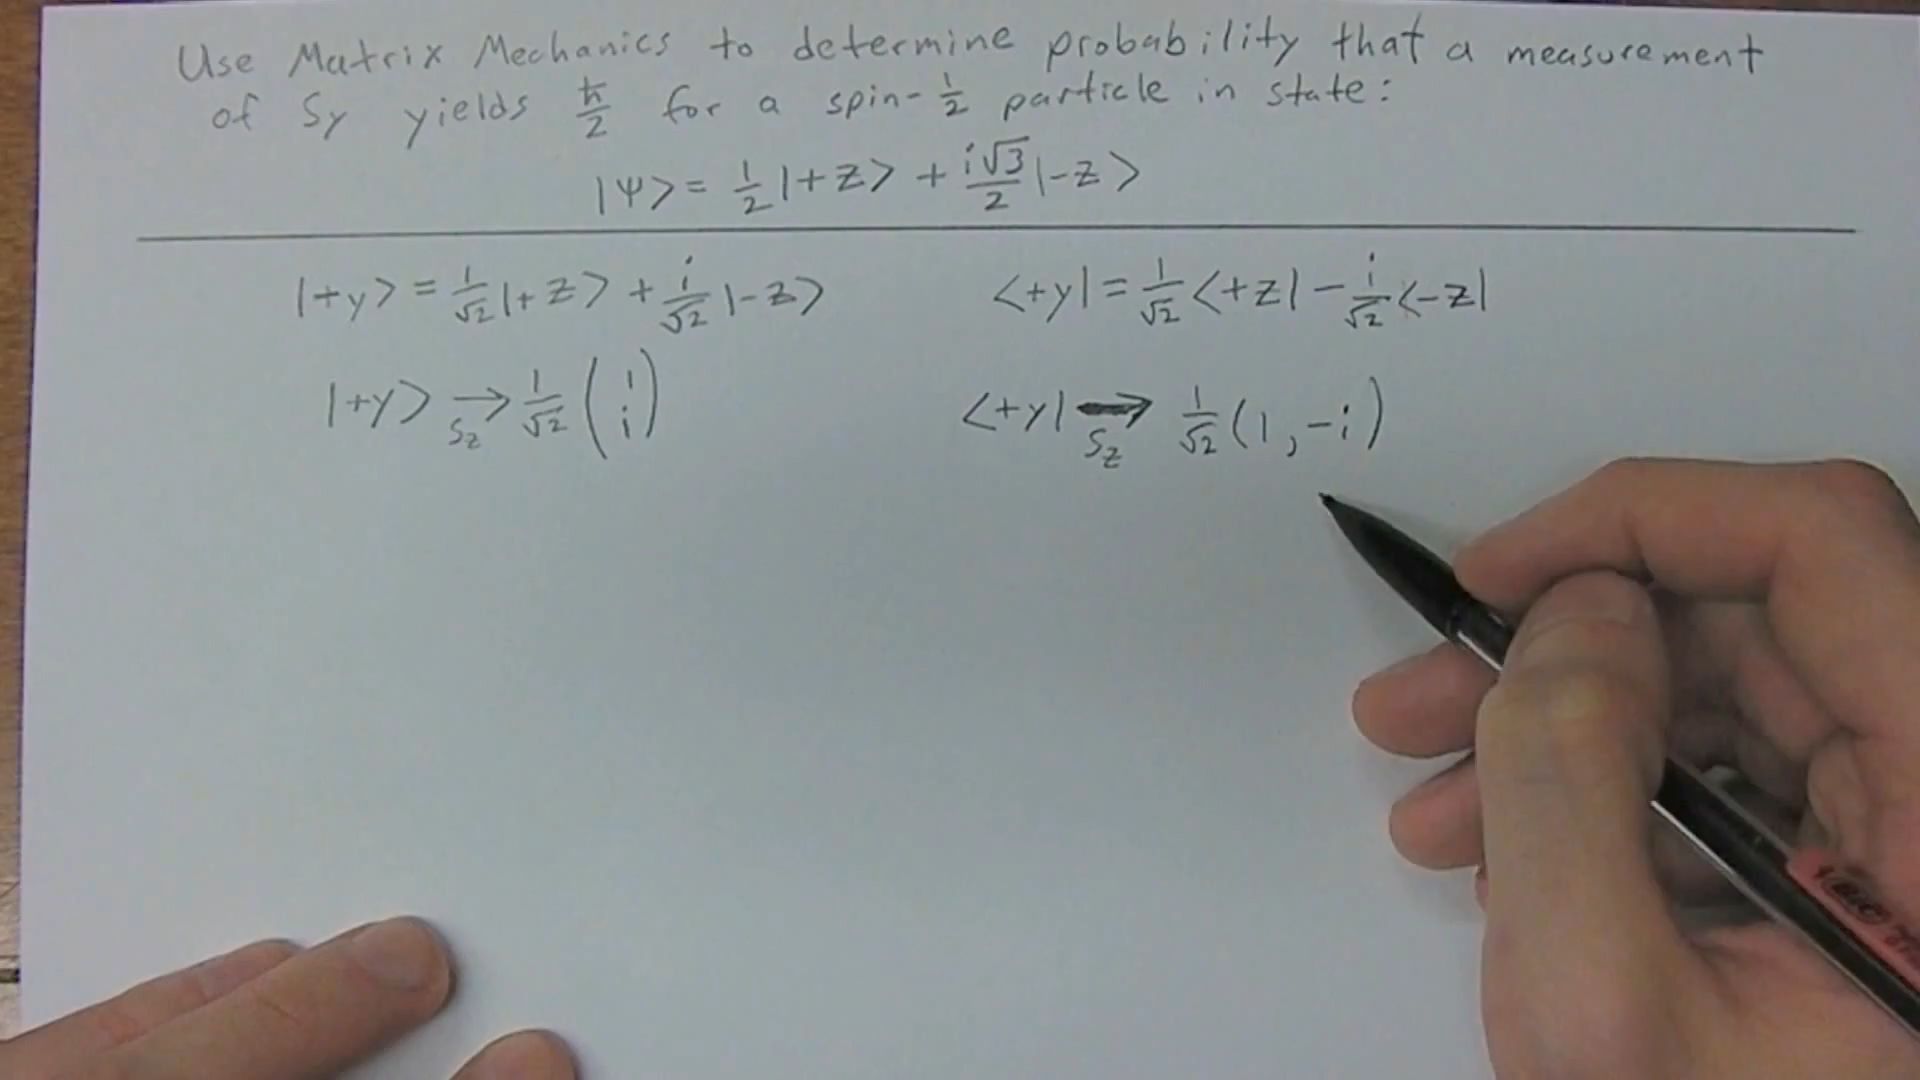 Use Matrix Mechanics to determine probability that a measurement
of Sy yields ħ/2 for a spin-1/2 particle in state:
|Ψ> = 1/2 |+z> + i√3/2 |-z>
|+y> = 1/√2 |+z> + i/√2 |-z>
<+y| = 1/√2 <+z| - i/√2 <-z|
|+y> →Sz 1/√2 (1 i)
<+y| →Sz 1/√2 (1, -i)